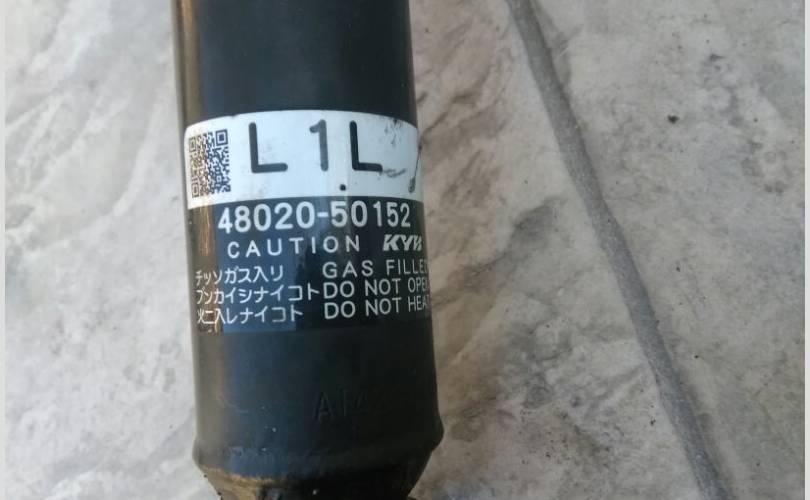 L1L
48020-50152
CAUTION KYB
チッソガス入リ GAS FILLED
ブンカイシナイコト DO NOT OPEN
火ニ入レナイコト DO NOT HEAT